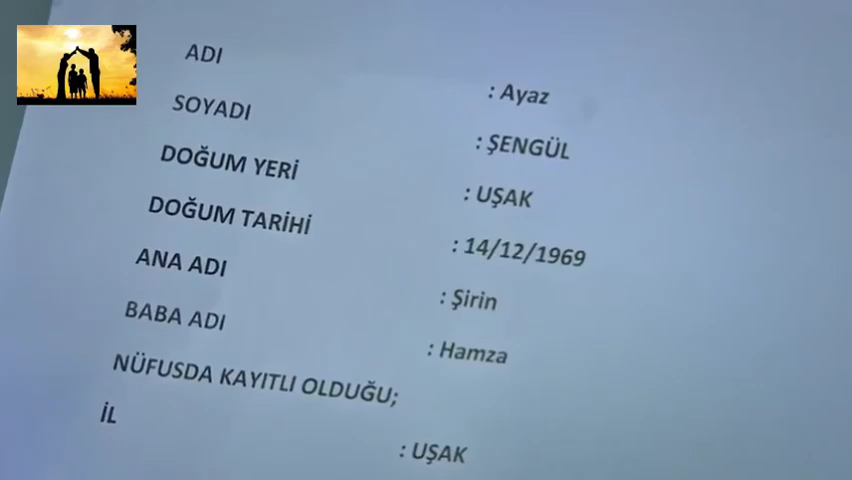 ADI : Ayaz
SOYADI : ŞENGÜL
DOĞUM YERİ : UŞAK
DOĞUM TARİHİ : 14/12/1969
ANA ADI : Şirin
BABA ADI : Hamza
NÜFUSDA KAYITLI OLDUĞU;
İL : UŞAK